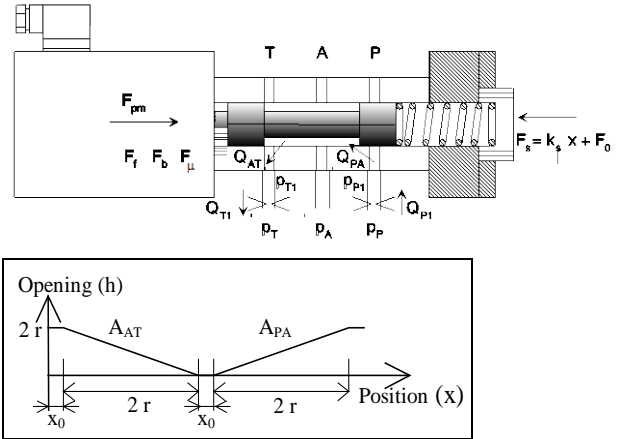 T A P
F_pm
F_s = k_s x + F_0
F_f F_b F_μ
Q_AT Q_PA
p_T1 p_P1
Q_T1 Q_P1
p_T p_A p_P
Opening (h)
2 r A_AT A_PA
2 r 2 r Position (x)
x_0 x_0